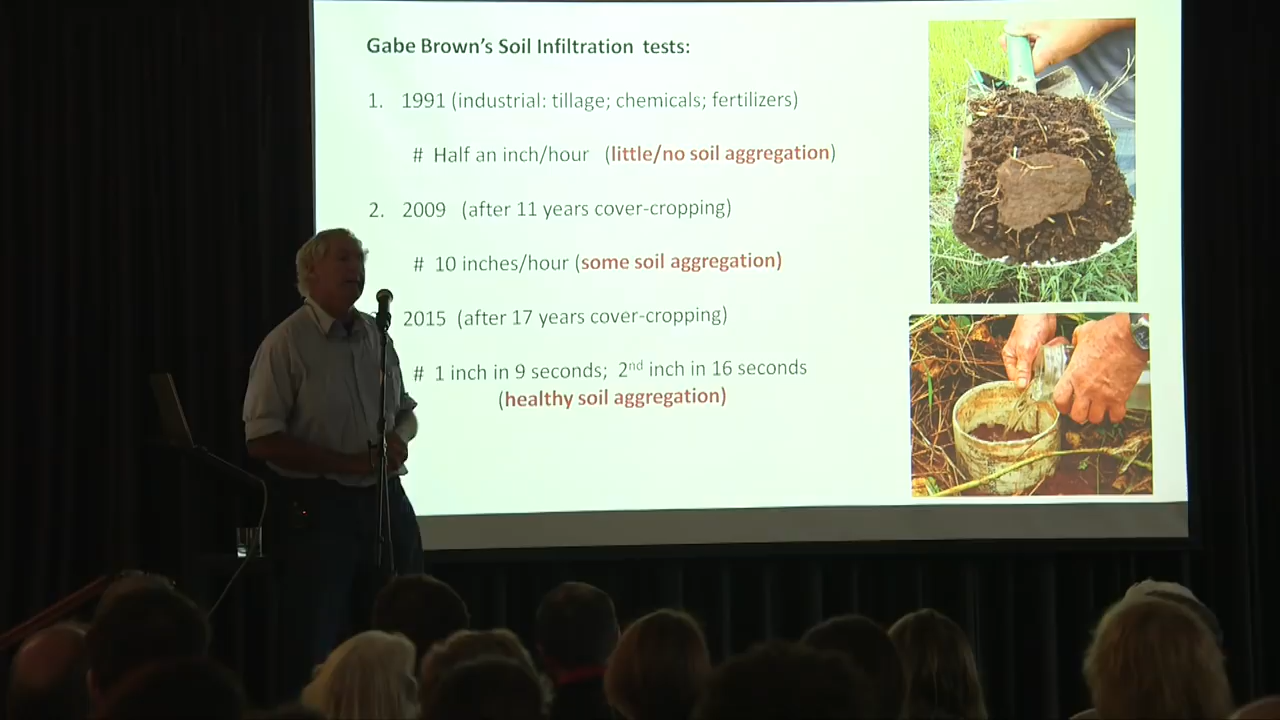 Gabe Brown's Soil Infiltration tests:
1. 1991 (industrial: tillage; chemicals; fertilizers)
# Half an inch/hour (little/no soil aggregation)
2. 2009 (after 11 years cover-cropping)
# 10 inches/hour (some soil aggregation)
2015 (after 17 years cover-cropping)
# 1 inch in 9 seconds; 2nd inch in 16 seconds
(healthy soil aggregation)